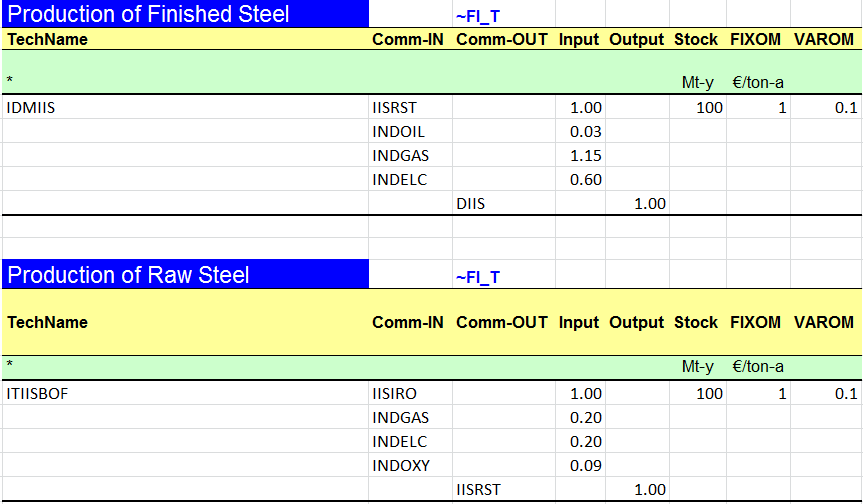 Production of Finished Steel ~FI_T
TechName Comm-IN Comm-OUT Input Output Stock FIXOM VAROM
* Mt-y €/ton-a
IDMIIS IISRST 1.00 100 1 0.1
INDOIL 0.03
INDGAS 1.15
INDELC 0.60
DIIS 1.00
Production of Raw Steel ~FI_T
TechName Comm-IN Comm-OUT Input Output Stock FIXOM VAROM
* Mt-y €/ton-a
ITIISBOF IISIRO 1.00 100 1 0.1
INDGAS 0.20
INDELC 0.20
INDOXY 0.09
IISRST 1.00